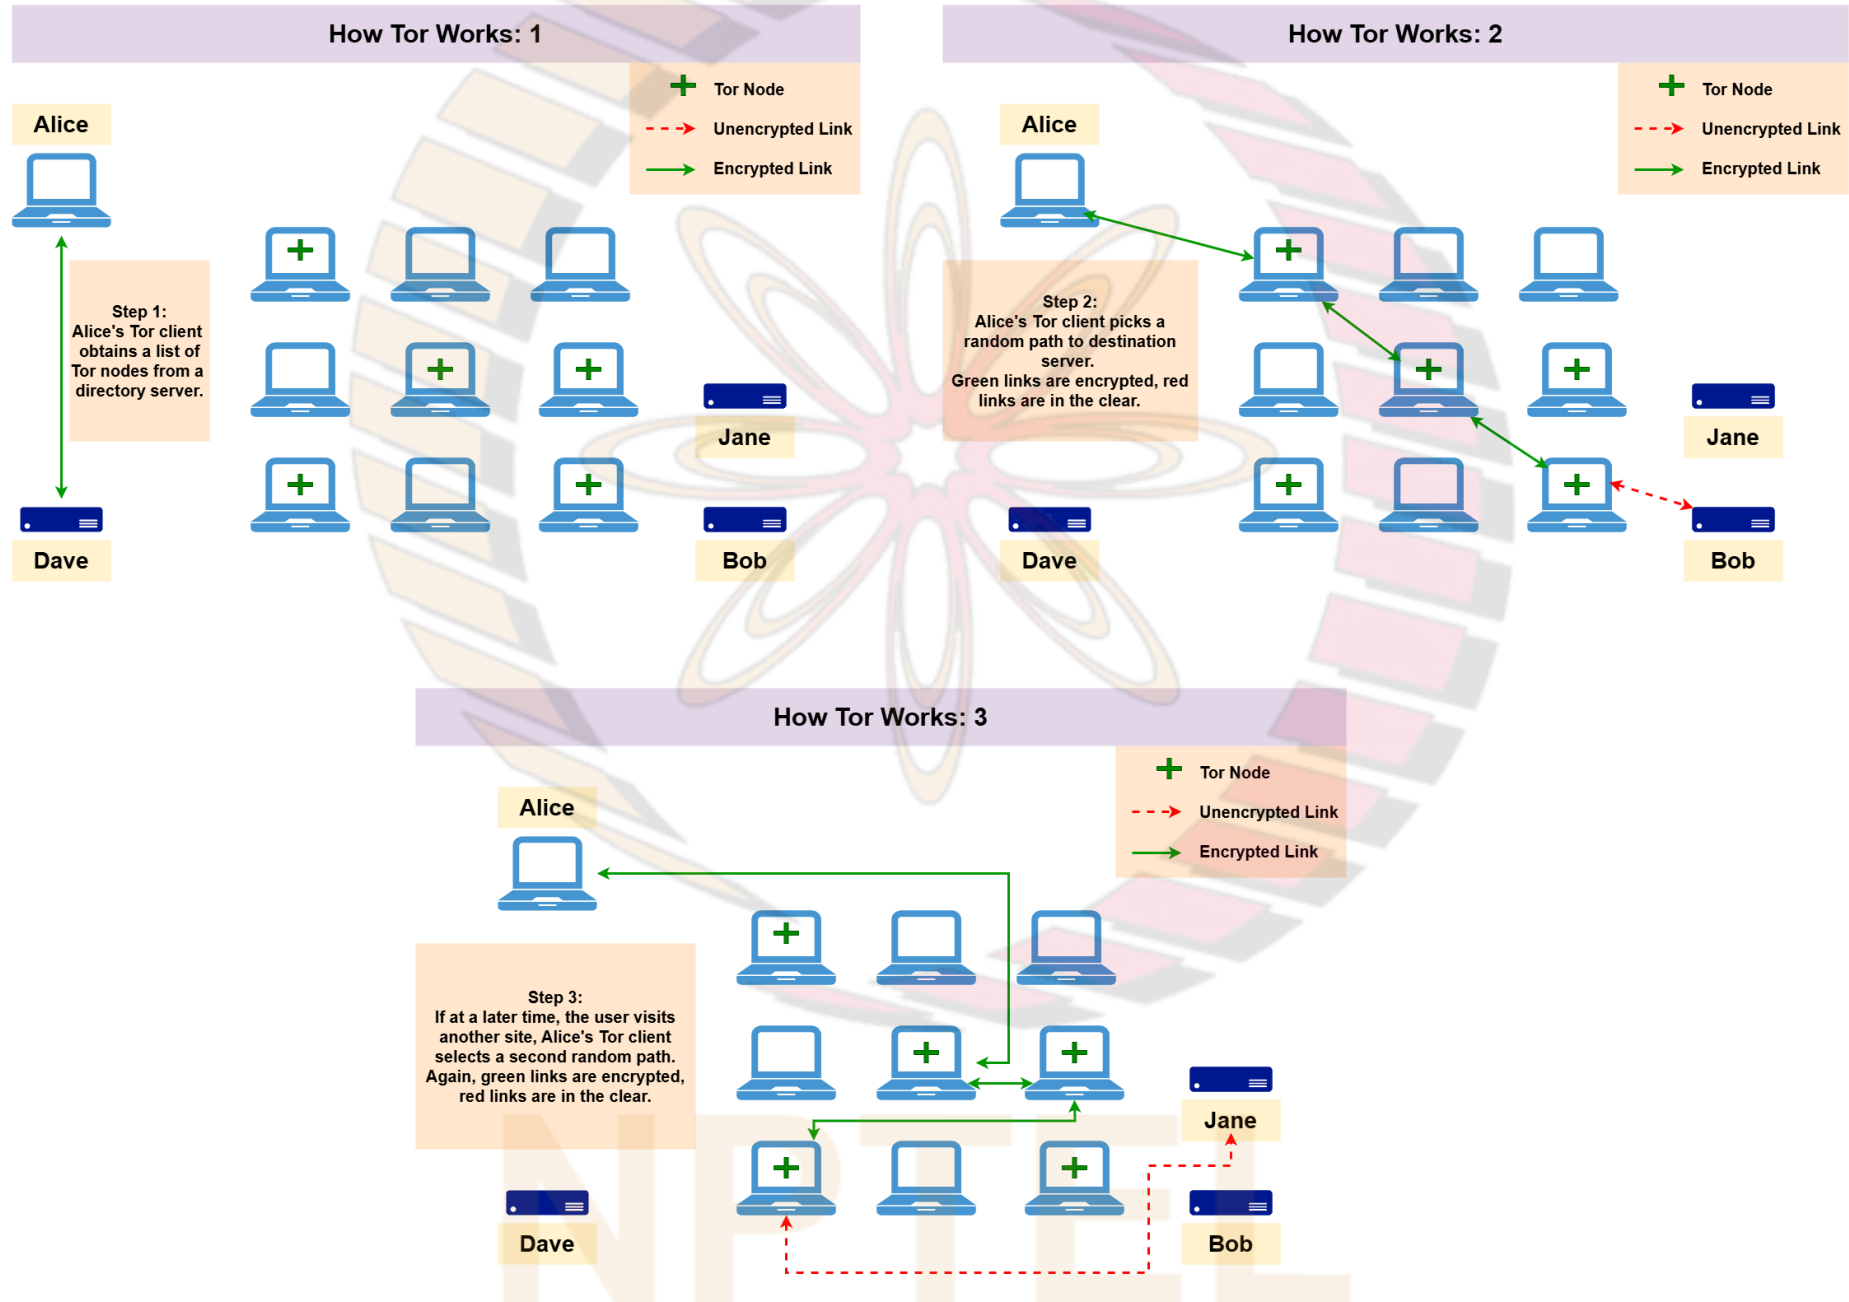 How Tor Works: 1
Tor Node
Unencrypted Link
Encrypted Link
Alice
Step 1:
Alice's Tor client
obtains a list of
Tor nodes from a
directory server.
Jane
Dave
Bob
How Tor Works: 2
Tor Node
Unencrypted Link
Encrypted Link
Alice
Step 2:
Alice's Tor client picks a
random path to destination
server.
Green links are encrypted, red
links are in the clear.
Jane
Dave
Bob
How Tor Works: 3
Tor Node
Unencrypted Link
Encrypted Link
Alice
Step 3:
If at a later time, the user visits
another site, Alice's Tor client
selects a second random path.
Again, green links are encrypted,
red links are in the clear.
Jane
Dave
Bob
NPTEL